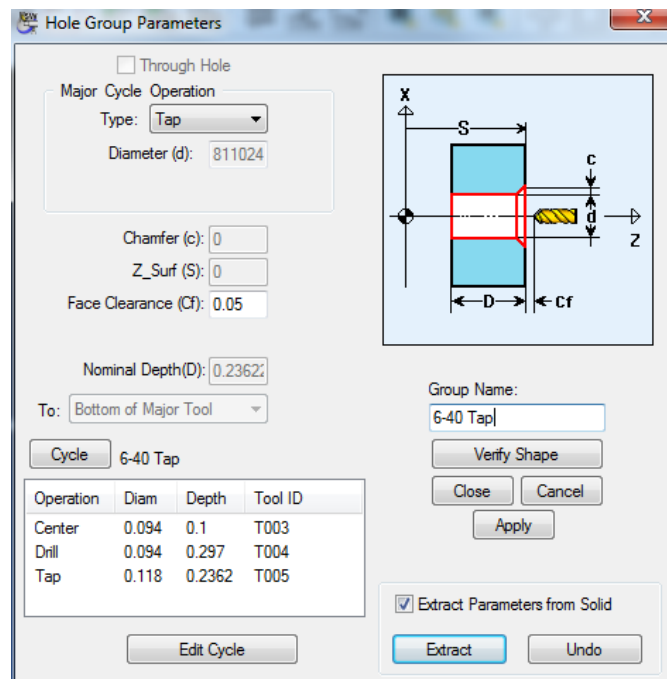 Hole Group Parameters
Through Hole
Major Cycle Operation
Type: Tap
Diameter (d): 811024
Chamfer (c): 0
Z_Surf (S): 0
Face Clearance (Cf): 0.05
Nominal Depth(D): 0.23622
To: Bottom of Major Tool
Cycle 6-40 Tap
Operation Diam Depth Tool ID
Center 0.094 0.1 T003
Drill 0.094 0.297 T004
Tap 0.118 0.2362 T005
Edit Cycle
X
S
c
d
Z
D
Cf
Group Name:
6-40 Tap
Verify Shape
Close Cancel
Apply
Extract Parameters from Solid
Extract Undo